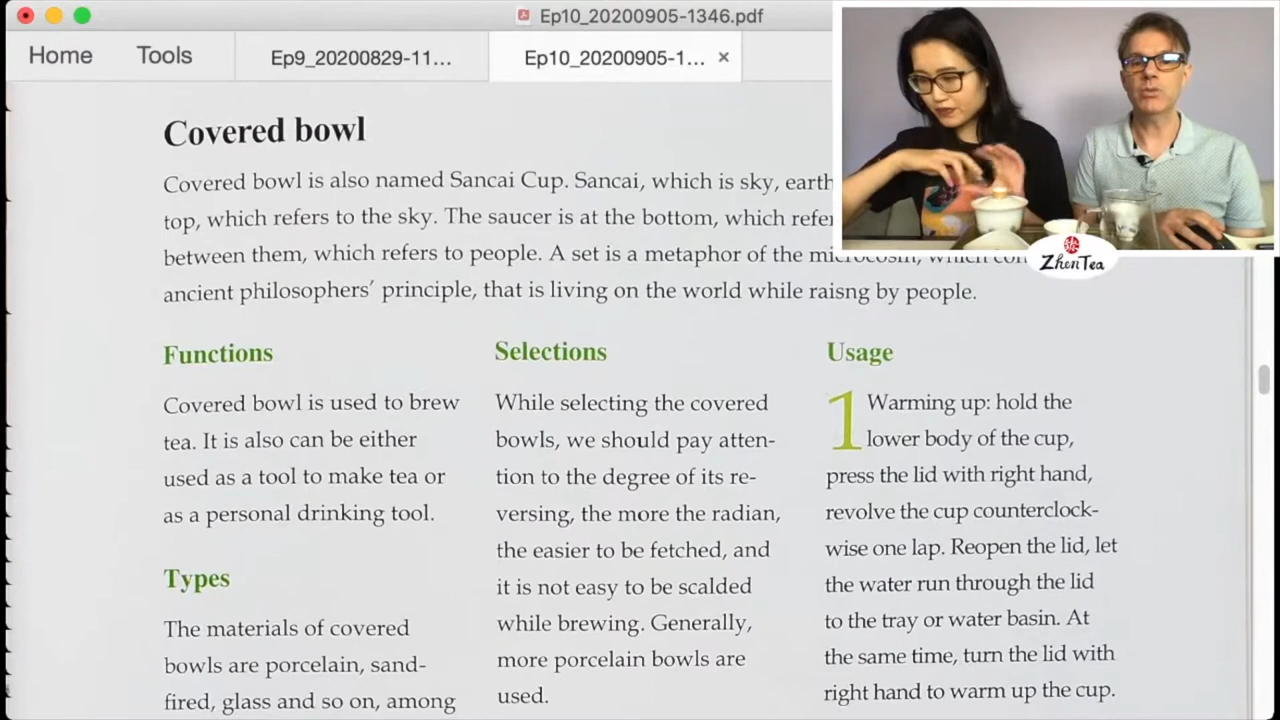 Ep10_20200905-1346.pdf
Home
Tools
Ep9_20200829-11...
Ep10_20200905-1... ×
Covered bowl
Covered bowl is also named Sancai Cup. Sancai, which is sky, earth
top, which refers to the sky. The saucer is at the bottom, which refer
between them, which refers to people. A set is a metaphor of the microcosm, which con
ancient philosophers' principle, that is living on the world while raisng by people.
Functions
Covered bowl is used to brew
tea. It is also can be either
used as a tool to make tea or
as a personal drinking tool.
Types
The materials of covered
bowls are porcelain, sand-
fired, glass and so on, among
Selections
While selecting the covered
bowls, we should pay atten-
tion to the degree of its re-
versing, the more the radian,
the easier to be fetched, and
it is not easy to be scalded
while brewing. Generally,
more porcelain bowls are
used.
Usage
1 Warming up: hold the
lower body of the cup,
press the lid with right hand,
revolve the cup counterclock-
wise one lap. Reopen the lid, let
the water run through the lid
to the tray or water basin. At
the same time, turn the lid with
right hand to warm up the cup.
ZhenTea